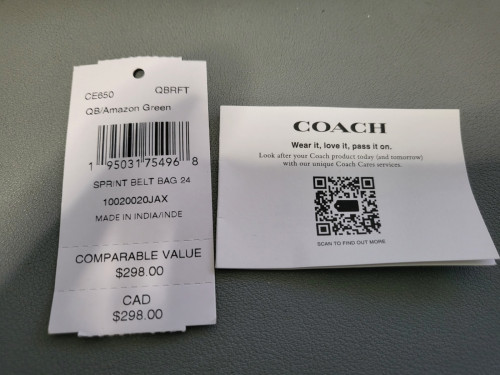 CE650 QBRFT
QB/Amazon Green
1 95031 75496 8
SPRINT BELT BAG 24
10020020JAX
MADE IN INDIA/INDE
COMPARABLE VALUE
$298.00
CAD
$298.00
COACH
Wear it, love it, pass it on.
Look after your Coach product today (and tomorrow)
with our unique Coach Cares services.
SCAN TO FIND OUT MORE